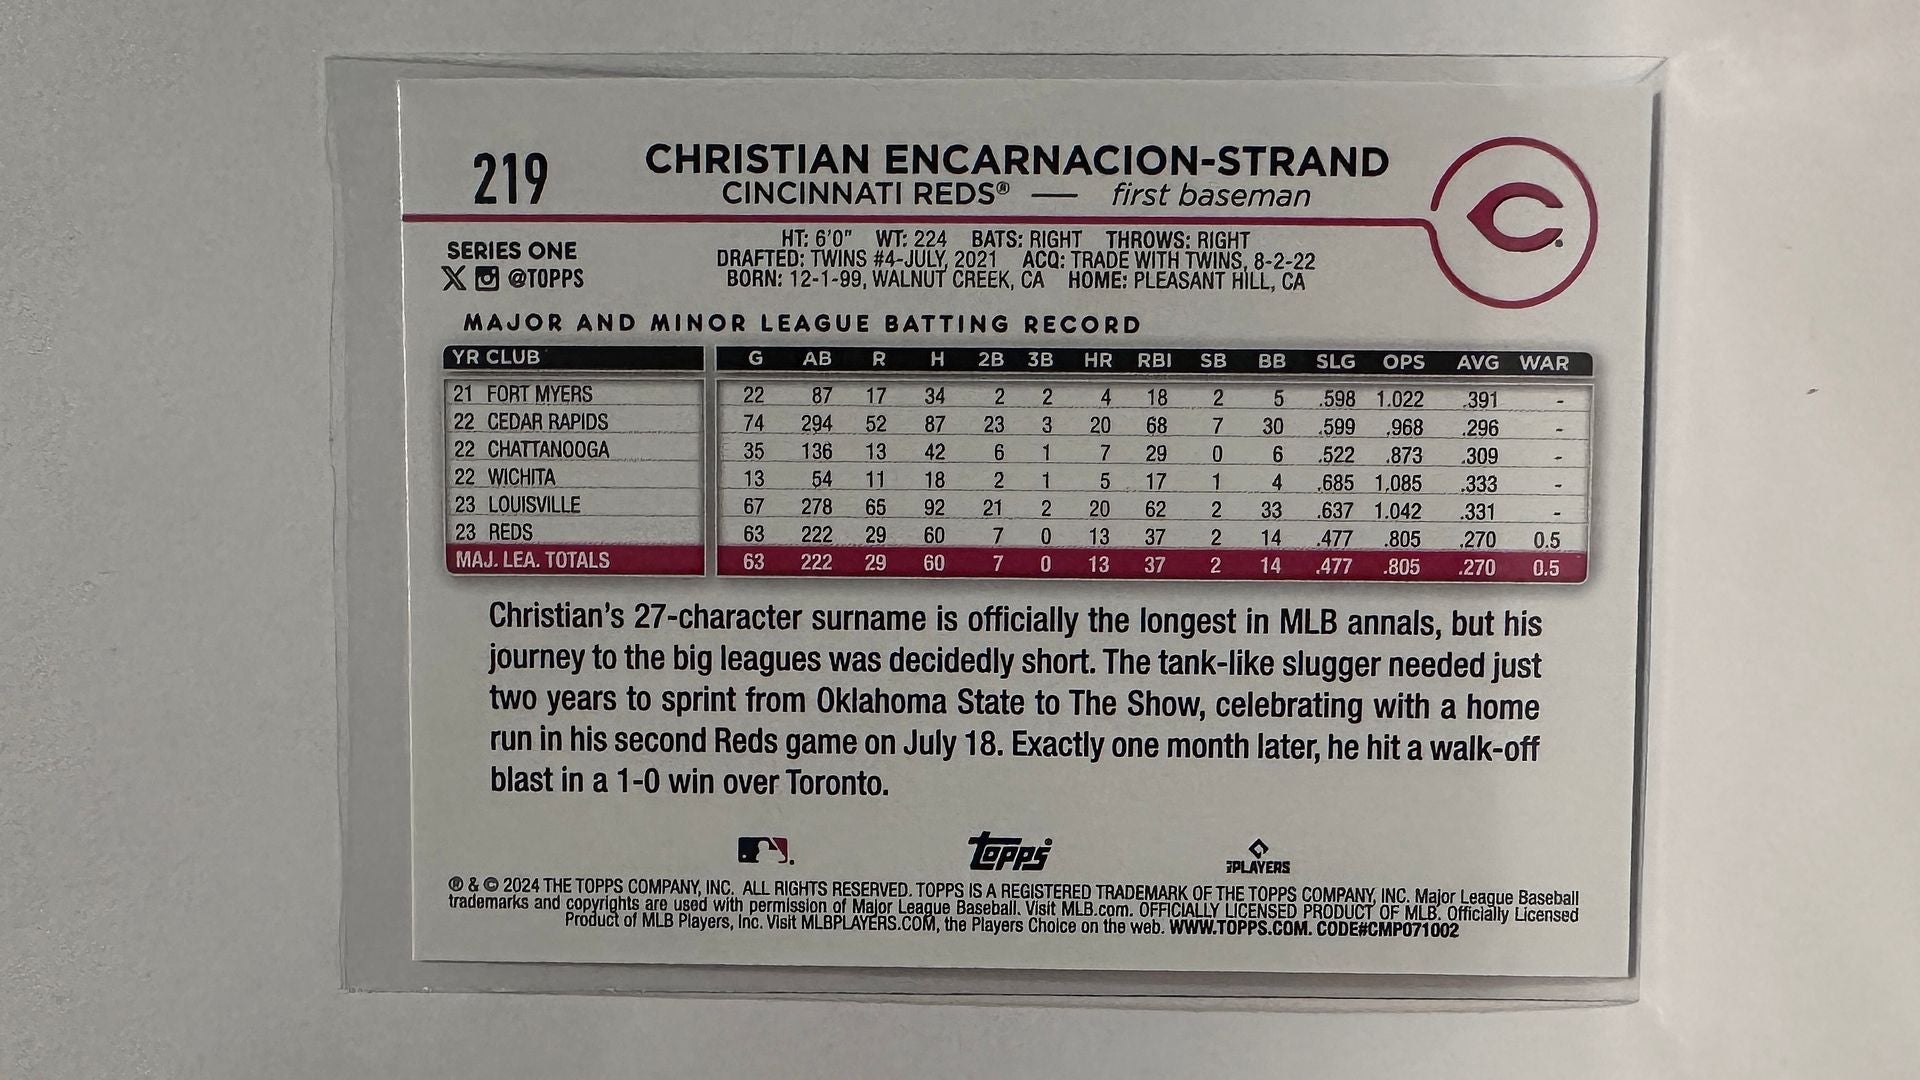 219
CHRISTIAN ENCARNACION-STRAND
CINCINNATI REDS® — first baseman
C
SERIES ONE
X @TOPPS
HT: 6'0" WT: 224 BATS: RIGHT THROWS: RIGHT
DRAFTED: TWINS #4-JULY, 2021 ACQ: TRADE WITH TWINS, 8-2-22
BORN: 12-1-99, WALNUT CREEK, CA HOME: PLEASANT HILL, CA
MAJOR AND MINOR LEAGUE BATTING RECORD
YR CLUB G AB R H 2B 3B HR RBI SB BB SLG OPS AVG WAR
21 FORT MYERS 22 87 17 34 2 2 4 18 2 5 .598 1.022 .391 -
22 CEDAR RAPIDS 74 294 52 87 23 3 20 68 7 30 .599 .968 .296 -
22 CHATTANOOGA 35 136 13 42 6 1 7 29 0 6 .522 .873 .309 -
22 WICHITA 13 54 11 18 2 1 5 17 1 4 .685 1.085 .333 -
23 LOUISVILLE 67 278 65 92 21 2 20 62 2 33 .637 1.042 .331 -
23 REDS 63 222 29 60 7 0 13 37 2 14 .477 .805 .270 0.5
MAJ. LEA. TOTALS 63 222 29 60 7 0 13 37 2 14 .477 .805 .270 0.5
Christian's 27-character surname is officially the longest in MLB annals, but his
journey to the big leagues was decidedly short. The tank-like slugger needed just
two years to sprint from Oklahoma State to The Show, celebrating with a home
run in his second Reds game on July 18. Exactly one month later, he hit a walk-off
blast in a 1-0 win over Toronto.
Topps
PLAYERS
® & © 2024 THE TOPPS COMPANY, INC. ALL RIGHTS RESERVED. TOPPS IS A REGISTERED TRADEMARK OF THE TOPPS COMPANY, INC. Major League Baseball
trademarks and copyrights are used with permission of Major League Baseball. Visit MLB.com. OFFICIALLY LICENSED PRODUCT OF MLB. Officially Licensed
Product of MLB Players, Inc. Visit MLBPLAYERS.COM, the Players Choice on the web. WWW.TOPPS.COM. CODE#CMP071002